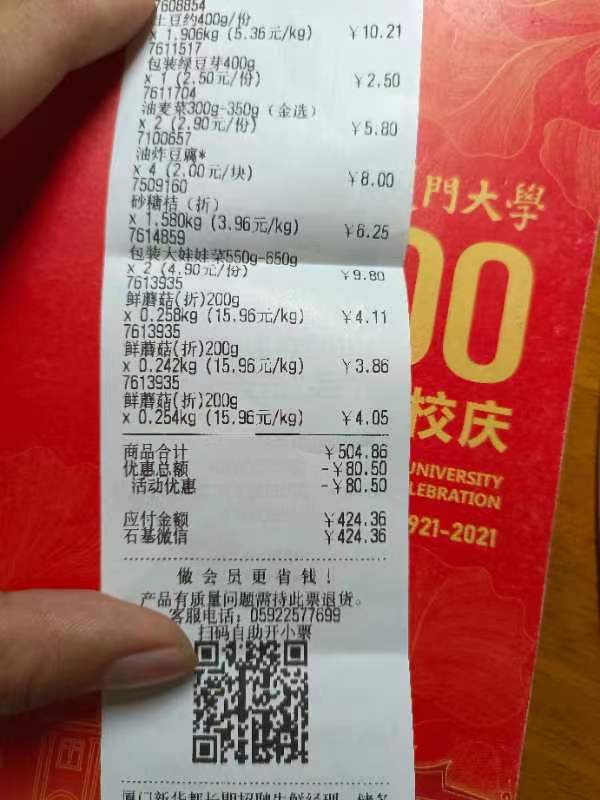 7608854
土豆约400g/份
x 1.906kg (5.36元/kg) ￥10.21
7611517
包装绿豆芽400g
x 1 (2.50元/份) ￥2.50
7611704
油麦菜300g-350g (金选)
x 2 (2.90元/份) ￥5.80
7100657
油炸豆腐*
x 4 (2.00元/块) ￥8.00
7509160
砂糖桔 (折)
x 1.580kg (3.96元/kg) ￥6.25
7614859
包装大娃娃菜550g-650g
x 2 (4.90元/份) ￥9.80
7613935
鲜蘑菇(折)200g
x 0.258kg (15.96元/kg) ￥4.11
7613935
鲜蘑菇(折)200g
x 0.242kg (15.96元/kg) ￥3.86
7613935
鲜蘑菇(折)200g
x 0.254kg (15.96元/kg) ￥4.05
商品合计 ￥504.86
优惠总额 -￥80.50
活动优惠 -￥80.50
应付金额 ￥424.36
石基微信 ￥424.36
做会员更省钱！
产品有质量问题需持此票退货。
客服电话：05922577699
扫码自助开小票
門大學
00
校庆
UNIVERSITY
LEBRATION
921-2021